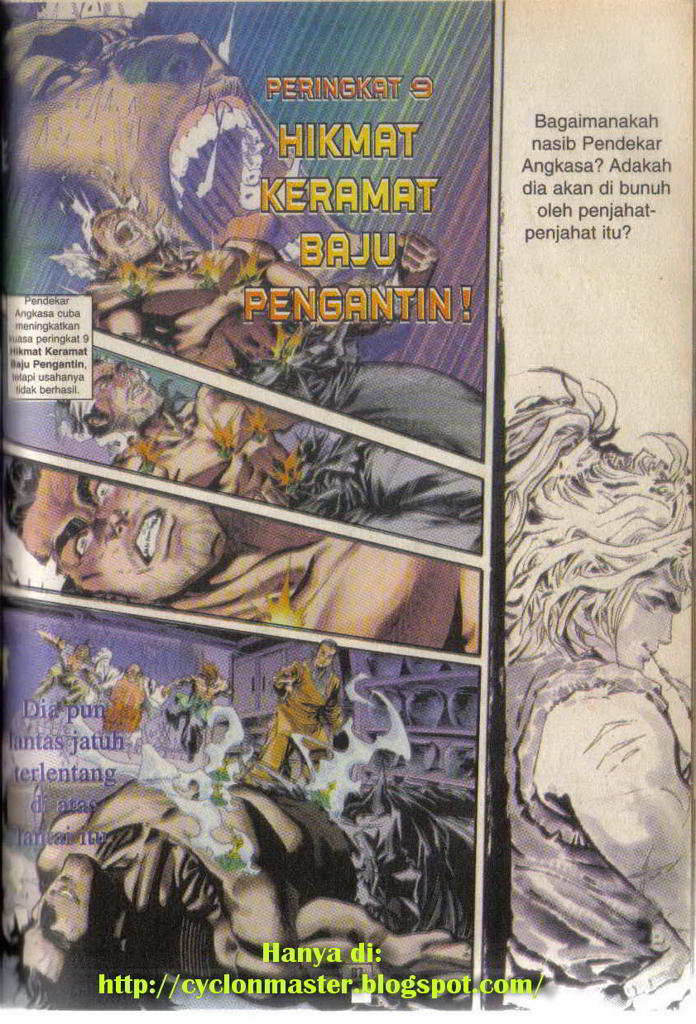 PERINGKAT 9
HIKMAT
KERAMAT
BAJU
PENGANTIN!
Bagaimanakah
nasib Pendekar
Angkasa? Adakah
dia akan di bunuh
oleh penjahat-
penjahat itu?
Pendekar
Angkasa cuba
meningkatkan
kuasa peringkat 9
Hikmat Keramat
Baju Pengantin,
tetapi usahanya
tidak berhasil.
Dia pun
lantas jatuh
terlentang
di atas
lantai itu
Hanya di:
http://cyclonmaster.blogspot.com/